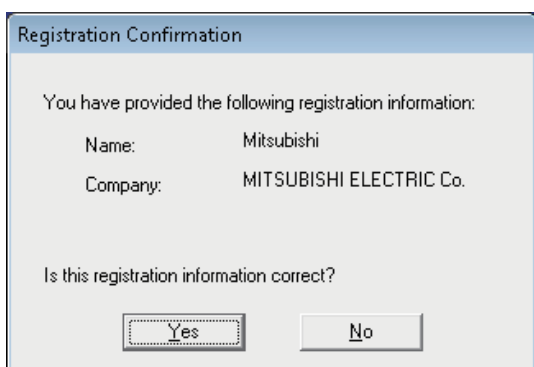 Registration Confirmation
You have provided the following registration information:
Name: Mitsubishi
Company: MITSUBISHI ELECTRIC Co.
Is this registration information correct?
Yes No